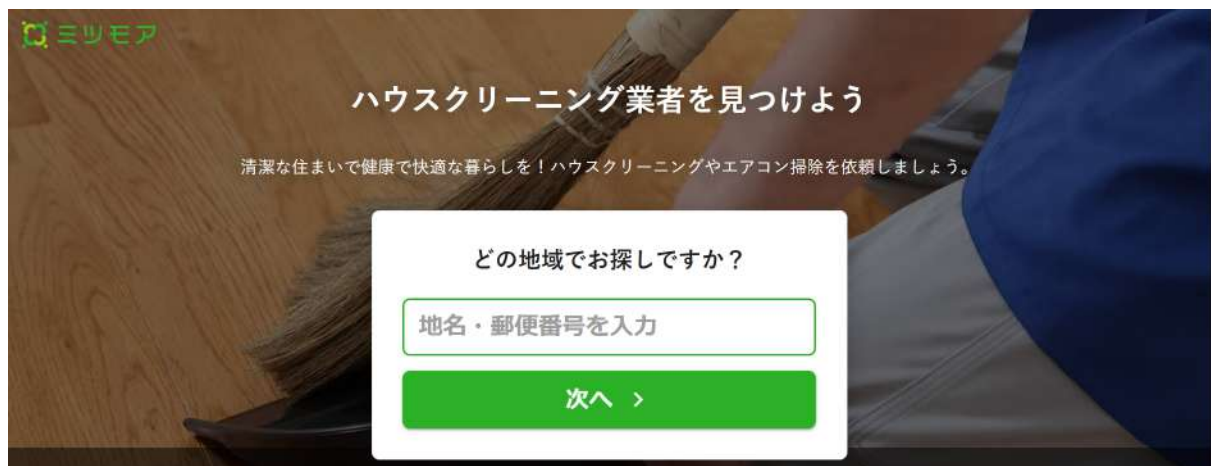 ミツモア
ハウスクリーニング業者を見つけよう
清潔な住まいで健康で快適な暮らしを！ハウスクリーニングやエアコン掃除を依頼しましょう。
どの地域でお探しですか？
地名・郵便番号を入力
次へ >